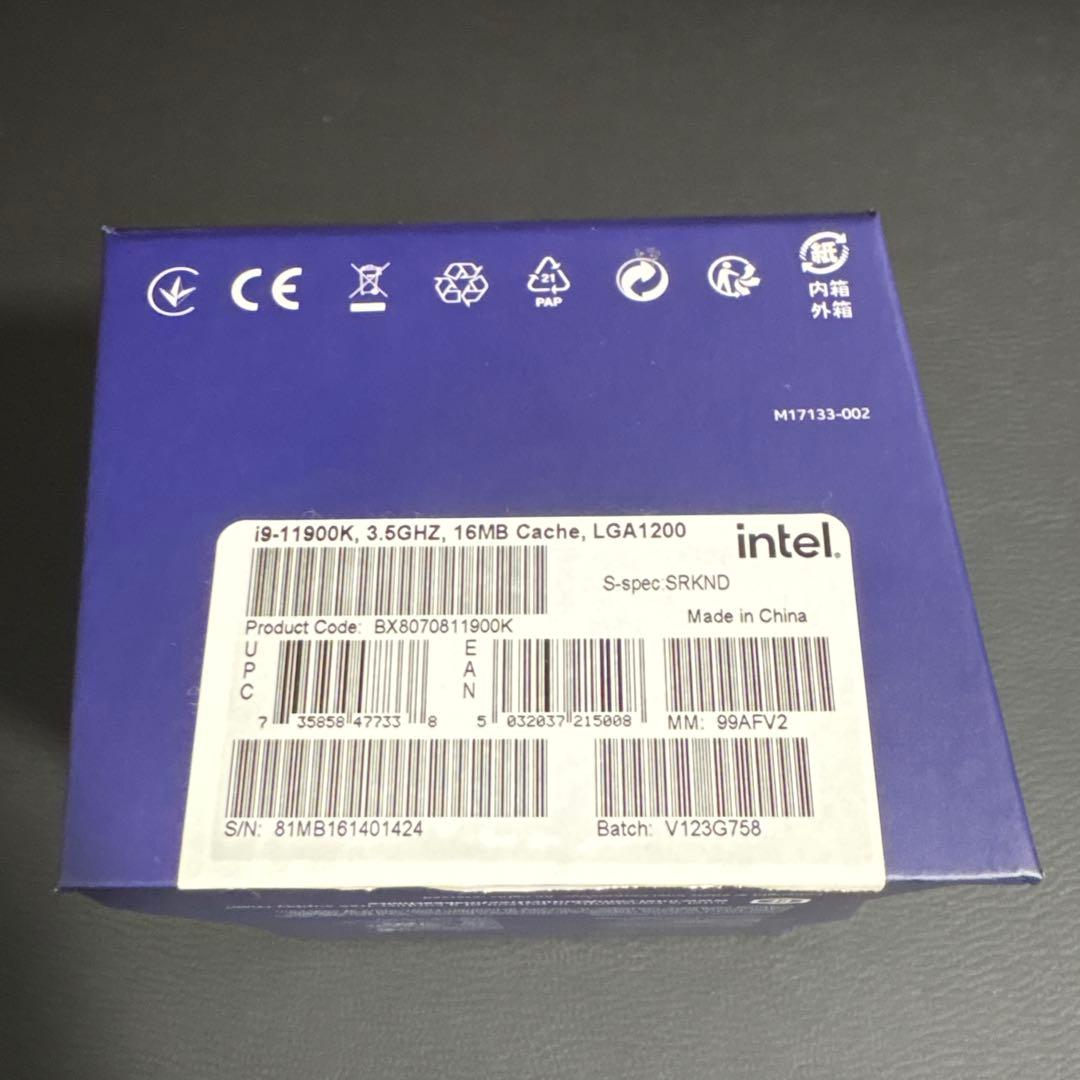 CE
21
PAP
紙
内箱
外箱
M17133-002
i9-11900K, 3.5GHZ, 16MB Cache, LGA1200
intel.
S-spec:SRKND
Product Code: BX8070811900K
Made in China
UPC
7 35858 47733 8
EAN
5 032037 215008
MM: 99AFV2
S/N: 81MB161401424
Batch: V123G758